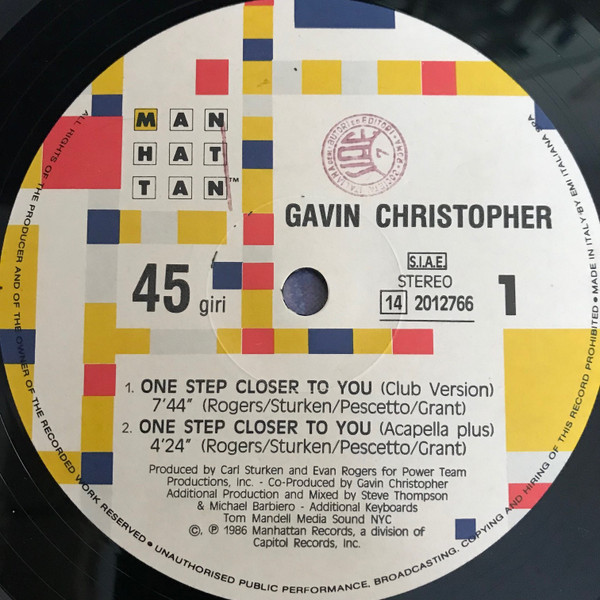 MAN
HAT
TAN™
GAVIN CHRISTOPHER
45 giri
S.I.A.E.
STEREO
14 2012766
1
1. ONE STEP CLOSER TO YOU (Club Version)
7'44" (Rogers/Sturken/Pescetto/Grant)
2. ONE STEP CLOSER TO YOU (Acapella plus)
4'24" (Rogers/Sturken/Pescetto/Grant)
Produced by Carl Sturken and Evan Rogers for Power Team
Productions, Inc. - Co-Produced by Gavin Christopher
Additional Production and Mixed by Steve Thompson
& Michael Barbiero - Additional Keyboards
Tom Mandell Media Sound NYC
©, ℗ 1986 Manhattan Records, a division of
Capitol Records, Inc.
ALL RIGHTS OF THE PRODUCER AND OF THE OWNER OF THE RECORDED WORK RESERVED • UNAUTHORISED PUBLIC PERFORMANCE, BROADCASTING, COPYING AND HIRING OF THIS RECORD PROHIBITED • MADE IN ITALY BY EMI ITALIANA SPA
SIAE
7